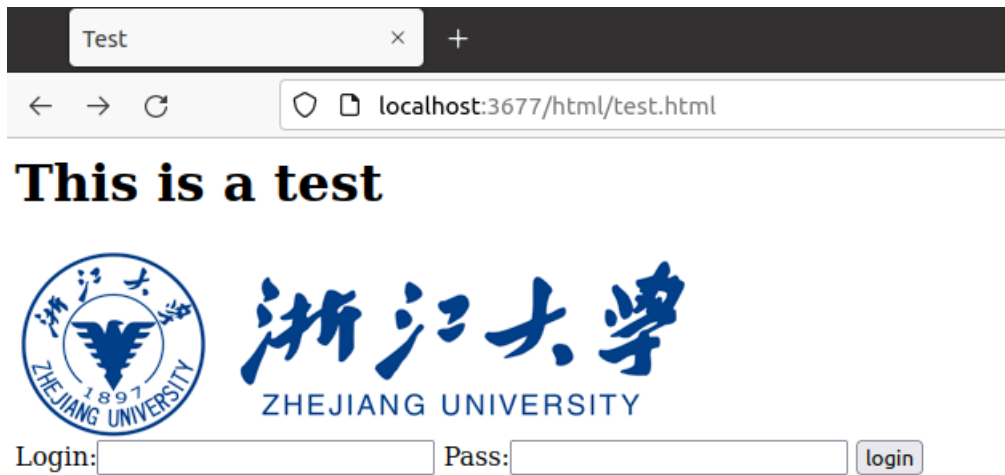 Test
localhost:3677/html/test.html
This is a test
浙江大学
ZHEJIANG UNIVERSITY
1897
浙江大學
ZHEJIANG UNIVERSITY
Login:
Pass:
login